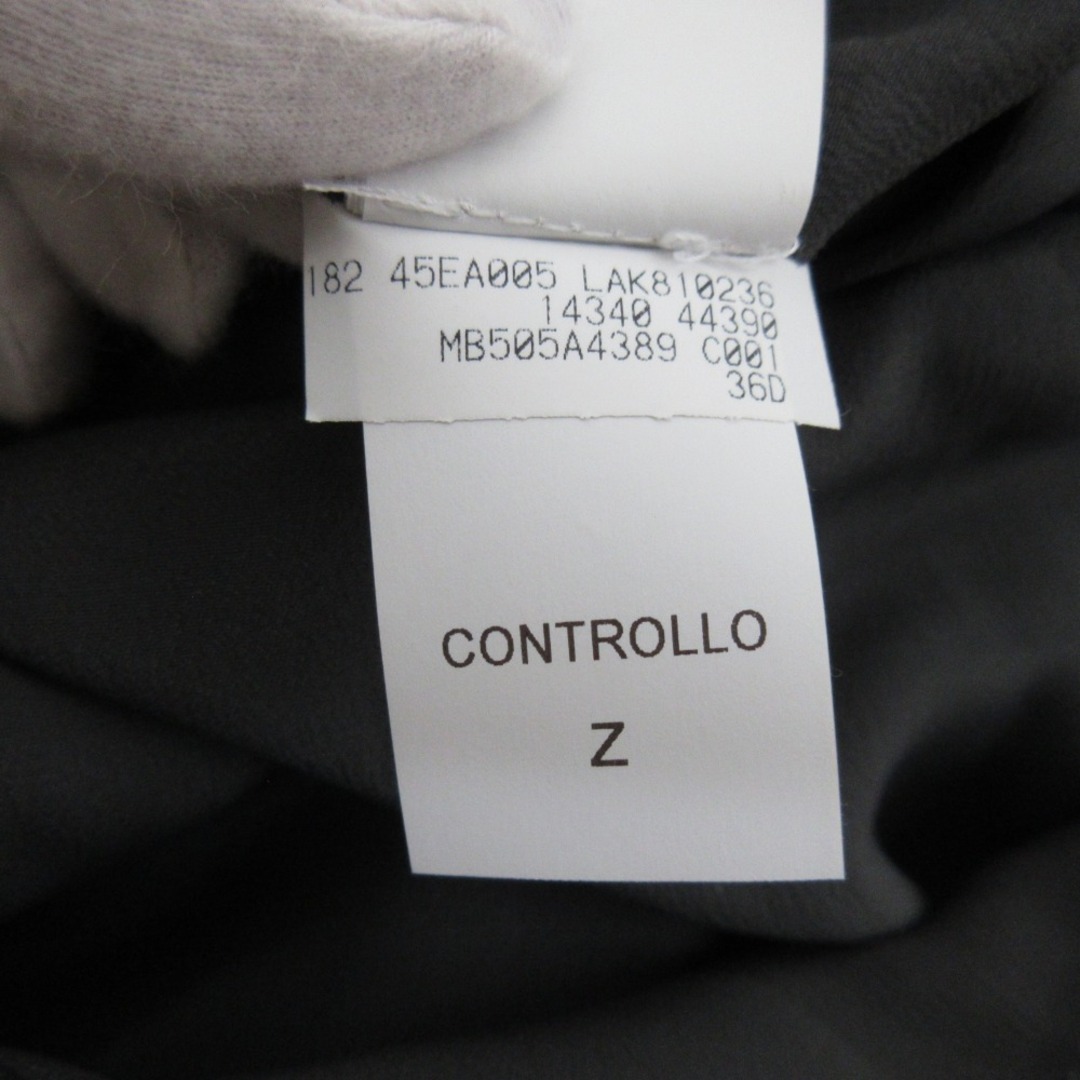 182 45EA005 LAK810236
14340 44390
MB505A4389 C001
36D
CONTROLLO
Z